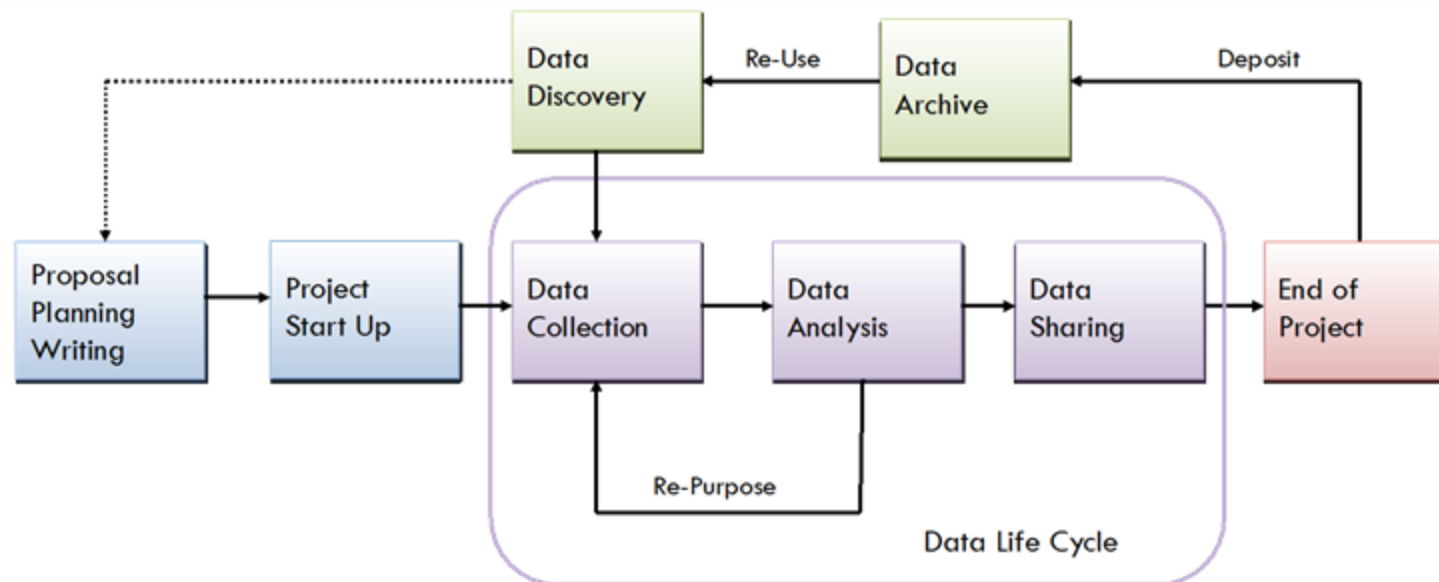 Data
Discovery
Re-Use
Data
Archive
Deposit
Proposal
Planning
Writing
Project
Start Up
Data
Collection
Data
Analysis
Data
Sharing
End of
Project
Re-Purpose
Data Life Cycle